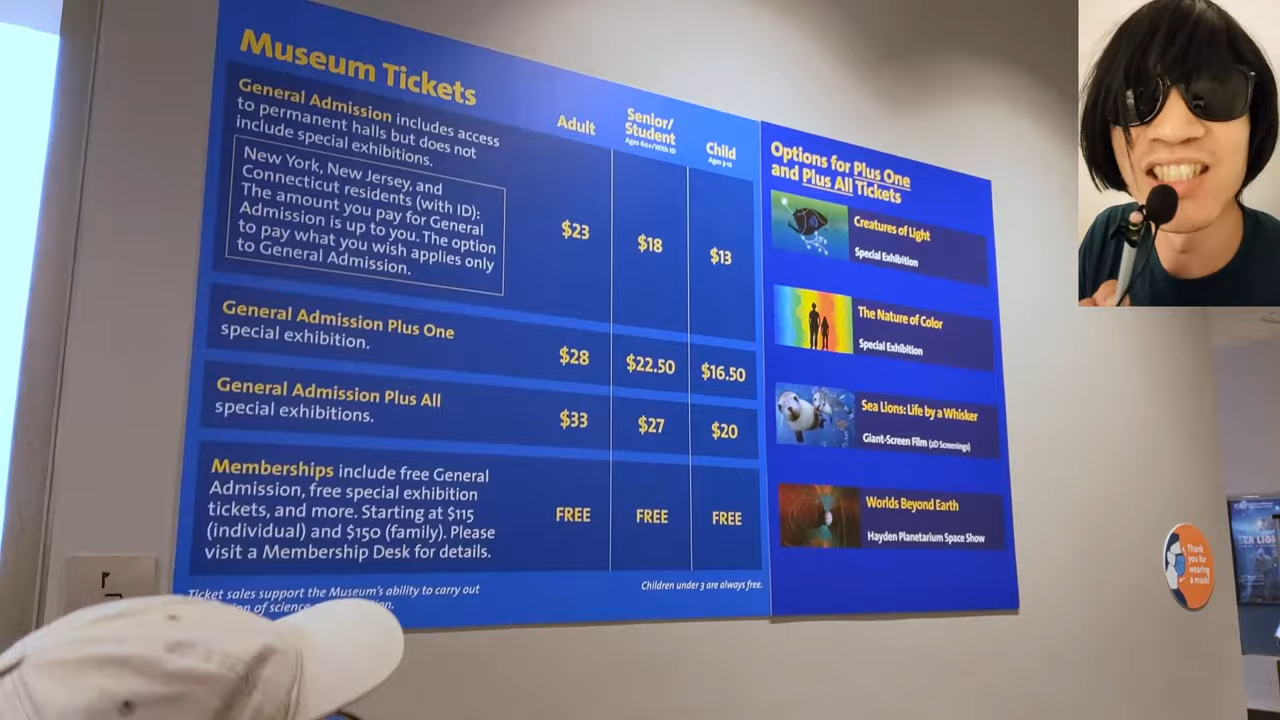 Museum Tickets
General Admission includes access
to permanent halls but does not
include special exhibitions.
New York, New Jersey, and
Connecticut residents (with ID):
The amount you pay for General
Admission is up to you. The option
to pay what you wish applies only
to General Admission.
Adult
Senior/
Student
Ages 60+/With ID
Child
Ages 3-12
$23
$18
$13
General Admission Plus One
special exhibition.
$28
$22.50
$16.50
General Admission Plus All
special exhibitions.
$33
$27
$20
Memberships include free General
Admission, free special exhibition
tickets, and more. Starting at $115
(individual) and $150 (family). Please
visit a Membership Desk for details.
FREE
FREE
FREE
Ticket sales support the Museum's ability to carry out
of science
Children under 3 are always free.
Options for Plus One
and Plus All Tickets
Creatures of Light
Special Exhibition
The Nature of Color
Special Exhibition
Sea Lions: Life by a Whisker
Giant-Screen Film (2D Screenings)
Worlds Beyond Earth
Hayden Planetarium Space Show
Thank
you for
wearing
a mask!
SEA LION